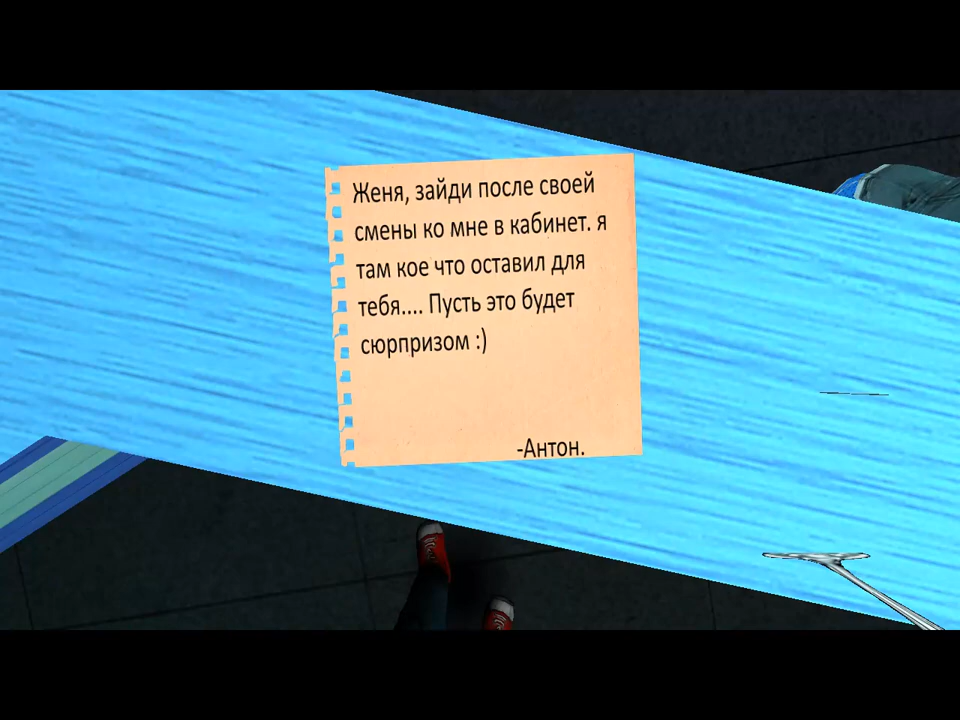 Женя, зайди после своей
смены ко мне в кабинет. я
там кое что оставил для
тебя.... Пусть это будет
сюрпризом :)
-Антон.